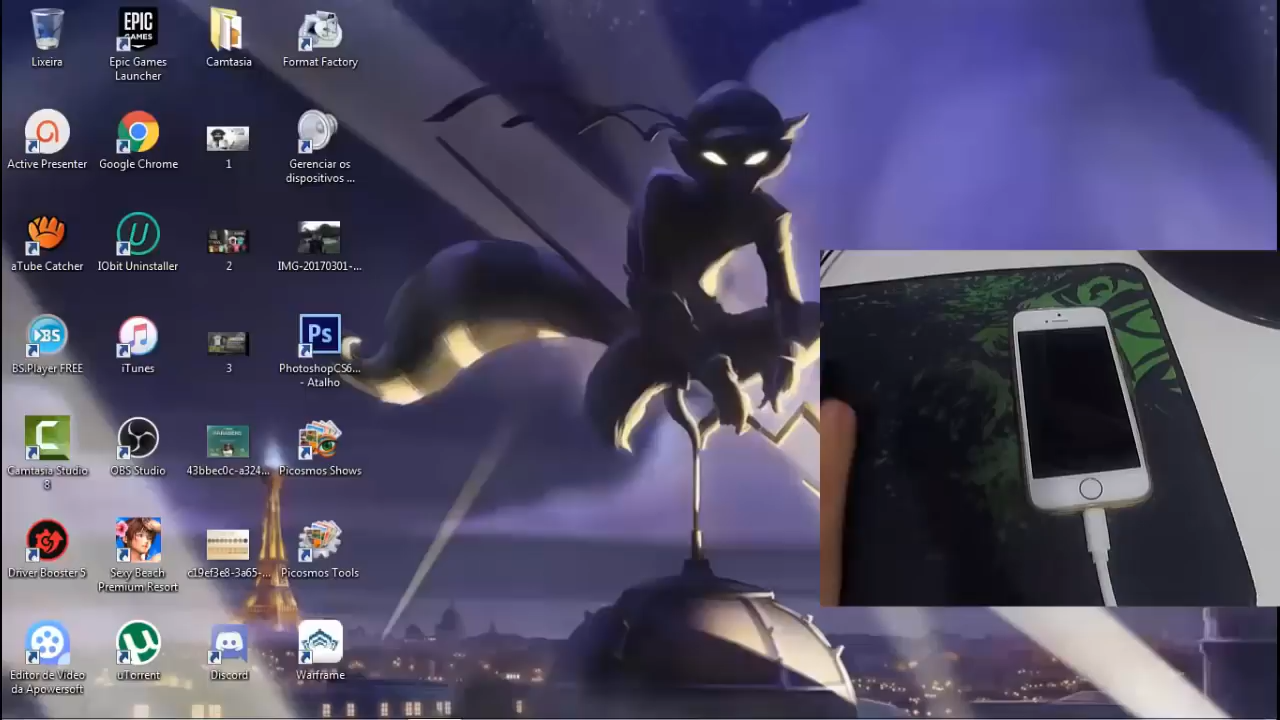 Lixeira
EPIC
GAMES
Epic Games
Launcher
Camtasia
Format Factory
Active Presenter
Google Chrome
1
Gerenciar os
dispositivos ...
aTube Catcher
U
IObit Uninstaller
2
IMG-20170301-...
BS
BS.Player FREE
iTunes
3
Ps
PhotoshopCS6...
- Atalho
C
Camtasia Studio
8
OBS Studio
43bbec0c-a324...
Picosmos Shows
Driver Booster 5
Sexy Beach
Premium Resort
c19ef3e8-3a65-...
Picosmos Tools
Editor de Vídeo
da Apowersoft
µ
uTorrent
Discord
Warframe